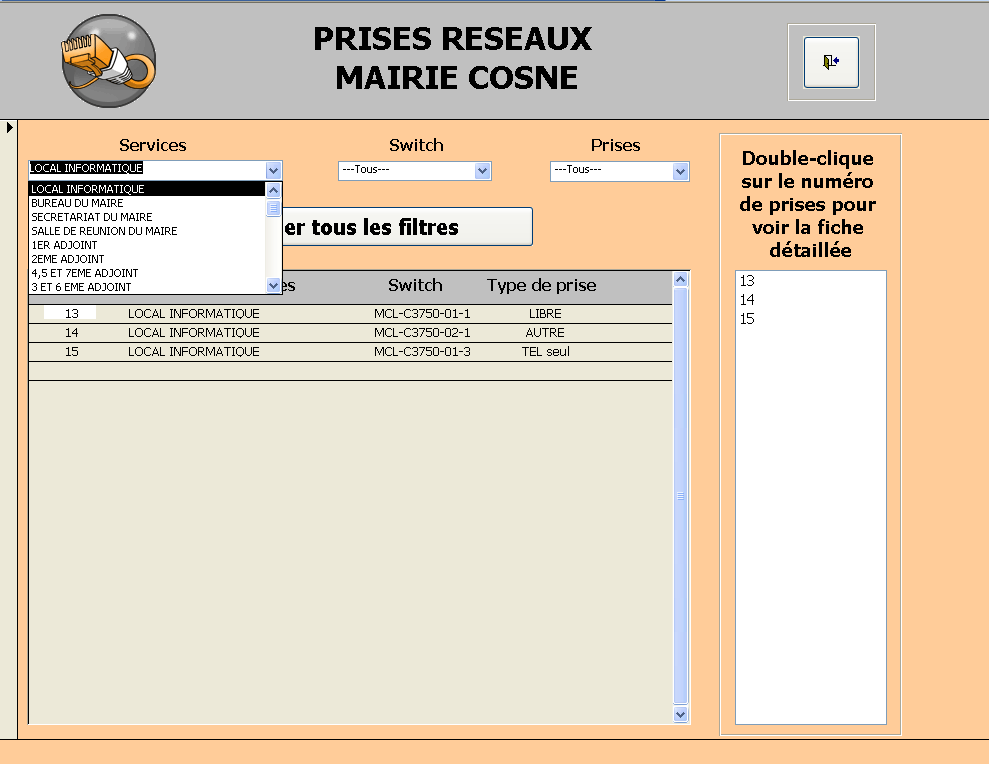 PRISES RESEAUX
MAIRIE COSNE
Services
Switch
Prises
LOCAL INFORMATIQUE
---Tous---
---Tous---
LOCAL INFORMATIQUE
BUREAU DU MAIRE
SECRETARIAT DU MAIRE
SALLE DE REUNION DU MAIRE
1ER ADJOINT
2EME ADJOINT
4,5 ET 7EME ADJOINT
3 ET 6 EME ADJOINT
er tous les filtres
es Switch Type de prise
13 LOCAL INFORMATIQUE MCL-C3750-01-1 LIBRE
14 LOCAL INFORMATIQUE MCL-C3750-02-1 AUTRE
15 LOCAL INFORMATIQUE MCL-C3750-01-3 TEL seul
Double-clique
sur le numéro
de prises pour
voir la fiche
détaillée
13
14
15